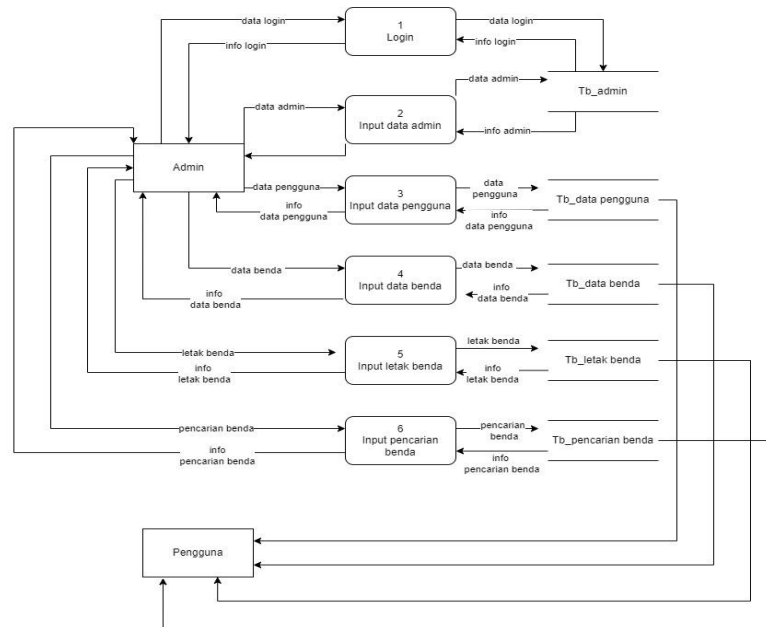 1
Login
data login
data login
info login
info login
data admin
Tb_admin
data admin
2
Input data admin
info admin
Admin
data pengguna
3
Input data pengguna
data
pengguna
Tb_data pengguna
info
data pengguna
info
data pengguna
data benda
4
Input data benda
data benda
Tb_data benda
info
data benda
info
data benda
letak benda
letak benda
5
Input letak benda
Tb_letak benda
info
letak benda
info
letak benda
pencarian benda
6
Input pencarian
benda
pencarian
benda
Tb_pencarian benda
info
pencarian benda
info
pencarian benda
Pengguna